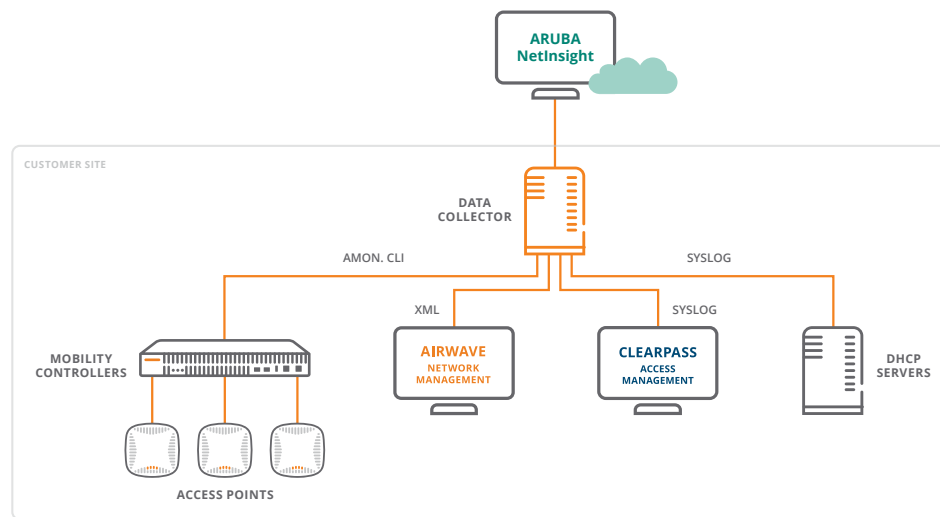 ARUBA
NetInsight
CUSTOMER SITE
DATA
COLLECTOR
AMON. CLI
SYSLOG
XML
SYSLOG
MOBILITY
CONTROLLERS
AIRWAVE
NETWORK
MANAGEMENT
CLEARPASS
ACCESS
MANAGEMENT
DHCP
SERVERS
ACCESS POINTS